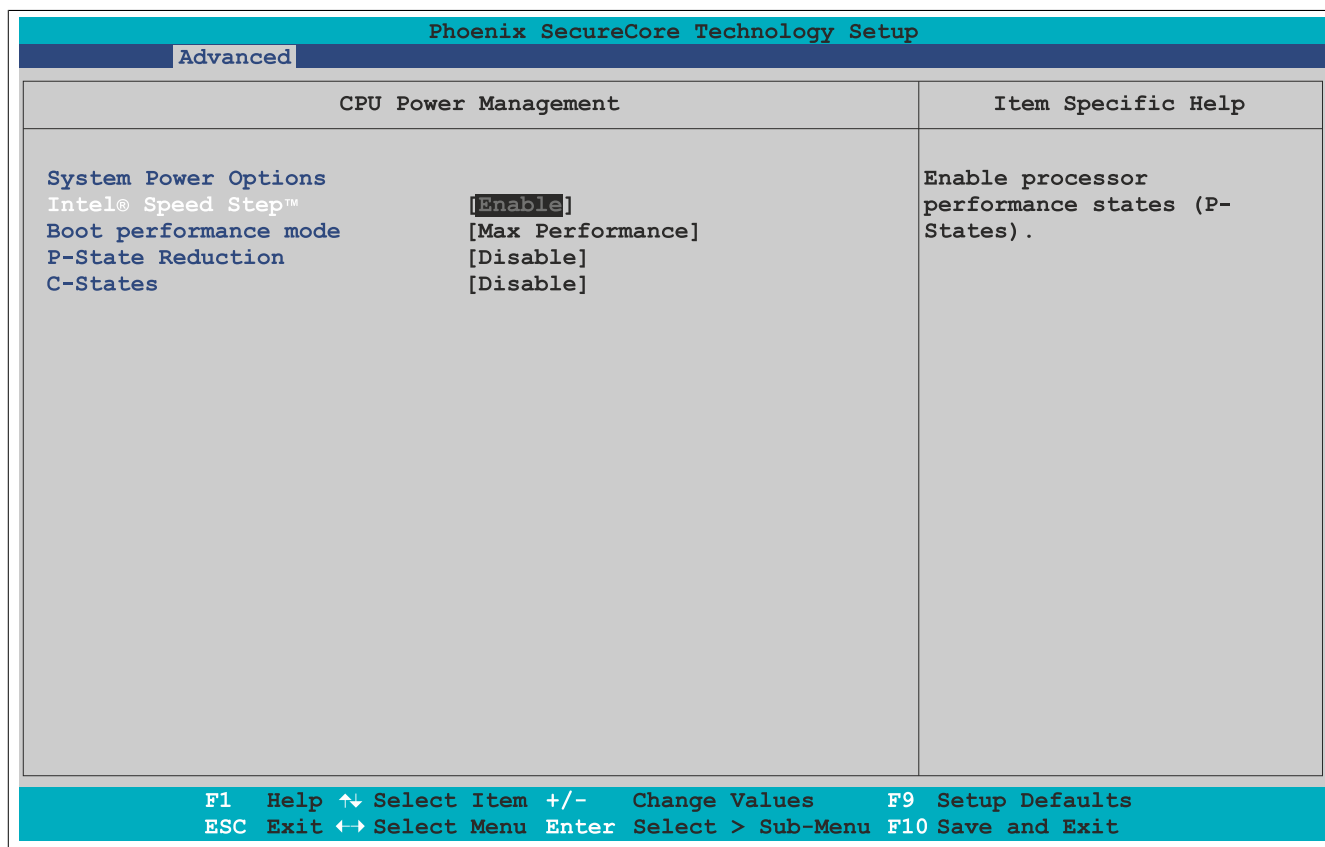 Phoenix SecureCore Technology Setup
Advanced
CPU Power Management
Item Specific Help
System Power Options
Intel® Speed Step™ [Enable]
Boot performance mode [Max Performance]
P-State Reduction [Disable]
C-States [Disable]
Enable processor
performance states (P-
States).
F1 Help ↑↓ Select Item +/- Change Values F9 Setup Defaults
ESC Exit ←→ Select Menu Enter Select > Sub-Menu F10 Save and Exit